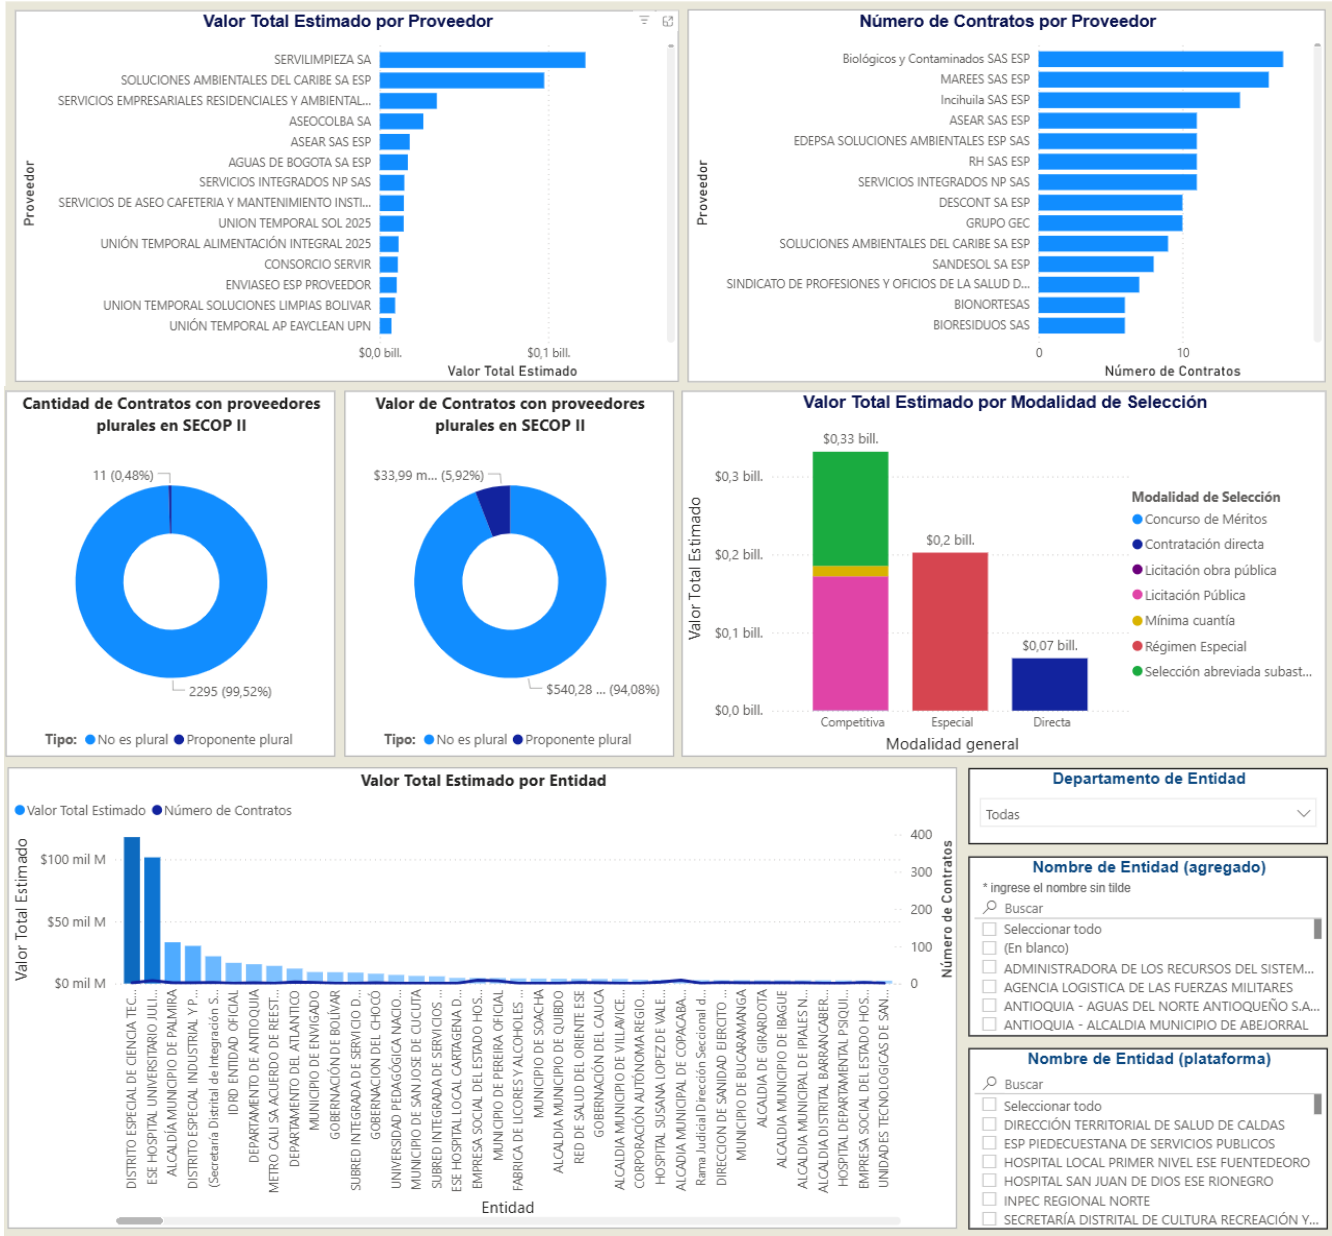 Valor Total Estimado por Proveedor
SERVILIMPIEZA SA
SOLUCIONES AMBIENTALES DEL CARIBE SA ESP
SERVICIOS EMPRESARIALES RESIDENCIALES Y AMBIENTAL...
ASEOCOLBA SA
ASEAR SAS ESP
AGUAS DE BOGOTA SA ESP
SERVICIOS INTEGRADOS NP SAS
SERVICIOS DE ASEO CAFETERIA Y MANTENIMIENTO INSTI...
UNION TEMPORAL SOL 2025
UNIÓN TEMPORAL ALIMENTACIÓN INTEGRAL 2025
CONSORCIO SERVIR
ENVIASEO ESP PROVEEDOR
UNION TEMPORAL SOLUCIONES LIMPIAS BOLIVAR
UNIÓN TEMPORAL AP EAYCLEAN UPN
Proveedor
$0,0 bill.
$0,1 bill.
Valor Total Estimado
Número de Contratos por Proveedor
Biológicos y Contaminados SAS ESP
MAREES SAS ESP
Incihuila SAS ESP
ASEAR SAS ESP
EDEPSA SOLUCIONES AMBIENTALES ESP SAS
RH SAS ESP
SERVICIOS INTEGRADOS NP SAS
DESCONT SA ESP
GRUPO GEC
SOLUCIONES AMBIENTALES DEL CARIBE SA ESP
SANDESOL SA ESP
SINDICATO DE PROFESIONES Y OFICIOS DE LA SALUD D...
BIONORTESAS
BIORESIDUOS SAS
Proveedor
0
10
Número de Contratos
Cantidad de Contratos con proveedores
plurales en SECOP II
11 (0,48%)
2295 (99,52%)
Tipo: No es plural Proponente plural
Valor de Contratos con proveedores
plurales en SECOP II
$33,99 m... (5,92%)
$540,28 ... (94,08%)
Tipo: No es plural Proponente plural
Valor Total Estimado por Modalidad de Selección
$0,33 bill.
$0,2 bill.
$0,07 bill.
$0,3 bill.
$0,2 bill.
$0,1 bill.
$0,0 bill.
Valor Total Estimado
Competitiva
Especial
Directa
Modalidad general
Modalidad de Selección
Concurso de Méritos
Contratación directa
Licitación obra pública
Licitación Pública
Mínima cuantía
Régimen Especial
Selección abreviada subast...
Valor Total Estimado por Entidad
Valor Total Estimado Número de Contratos
Valor Total Estimado
$100 mil M
$50 mil M
$0 mil M
400
300
200
100
0
Número de Contratos
DISTRITO ESPECIAL DE CIENCIA TEC...
ESE HOSPITAL UNIVERSITARIO JULI...
ALCALDÍA MUNICIPIO DE PALMIRA
DISTRITO ESPECIAL INDUSTRIAL Y P...
(Secretaría Distrital de Integración S...
IDRD ENTIDAD OFICIAL
DEPARTAMENTO DE ANTIOQUIA
METRO CALI SA ACUERDO DE REEST...
DEPARTAMENTO DEL ATLANTICO
MUNICIPIO DE ENVIGADO
GOBERNACIÓN DE BOLÍVAR
SUBRED INTEGRADA DE SERVICIO D...
GOBERNACION DEL CHOCÓ
UNIVERSIDAD PEDAGÓGICA NACIO...
MUNICIPIO DE SAN JOSE DE CUCUTA
SUBRED INTEGRADA DE SERVICIOS ...
ESE HOSPITAL LOCAL CARTAGENA D...
EMPRESA SOCIAL DEL ESTADO HOS...
MUNICIPIO DE PEREIRA OFICIAL
FABRICA DE LICORES Y ALCOHOLES ...
MUNICIPIO DE SOACHA
ALCALDIA MUNICIPIO DE QUIBDO
RED DE SALUD DEL ORIENTE ESE
GOBERNACIÓN DEL CAUCA
ALCALDIA MUNICIPIO DE VILLAVICE...
CORPORACIÓN AUTÓNOMA REGIO...
HOSPITAL SUSANA LOPEZ DE VALE...
ALCADIA MUNICIPAL DE COPACABA...
Rama Judicial Dirección Seccional d...
DIRECCION DE SANIDAD EJERCITO ...
MUNICIPIO DE BUCARAMANGA
ALCALDIA DE GIRARDOTA
ALCALDIA MUNICIPIO DE IBAGUE
ALCALDIA MUNICIPAL DE IPIALES N...
ALCALDIA DISTRITAL BARRANCABER...
HOSPITAL DEPARTAMENTAL PSIQUI...
EMPRESA SOCIAL DEL ESTADO HOS...
UNIDADES TECNOLOGICAS DE SAN...
Entidad
Departamento de Entidad
Todas
Nombre de Entidad (agregado)
* ingrese el nombre sin tilde
Buscar
Seleccionar todo
(En blanco)
ADMINISTRADORA DE LOS RECURSOS DEL SISTEM...
AGENCIA LOGISTICA DE LAS FUERZAS MILITARES
ANTIOQUIA - AGUAS DEL NORTE ANTIOQUEÑO S.A...
ANTIOQUIA - ALCALDIA MUNICIPIO DE ABEJORRAL
Nombre de Entidad (plataforma)
Buscar
Seleccionar todo
DIRECCIÓN TERRITORIAL DE SALUD DE CALDAS
ESP PIEDECUESTANA DE SERVICIOS PUBLICOS
HOSPITAL LOCAL PRIMER NIVEL ESE FUENTEDEORO
HOSPITAL SAN JUAN DE DIOS ESE RIONEGRO
INPEC REGIONAL NORTE
SECRETARÍA DISTRITAL DE CULTURA RECREACIÓN Y...